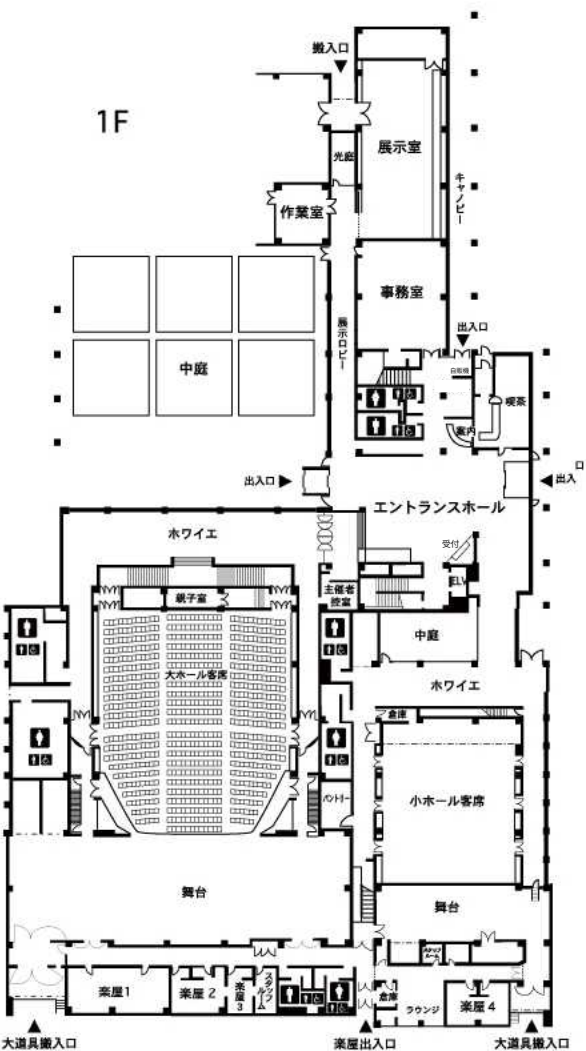 1F
搬入口
展示室
光庭
キャノピー
作業室
事務室
展示ロビー
出入口
自販機
中庭
喫茶
案内
出入口
口
出入
エントランスホール
ホワイエ
受付
主催者
控室
ELV
親子室
中庭
大ホール客席
ホワイエ
倉庫
パントリー
小ホール客席
舞台
舞台
スタッフ
ルーム
楽屋1
楽屋2
楽屋3
スタッフ
ルーム
倉庫
ラウンジ
楽屋4
大道具搬入口
楽屋出入口
大道具搬入口